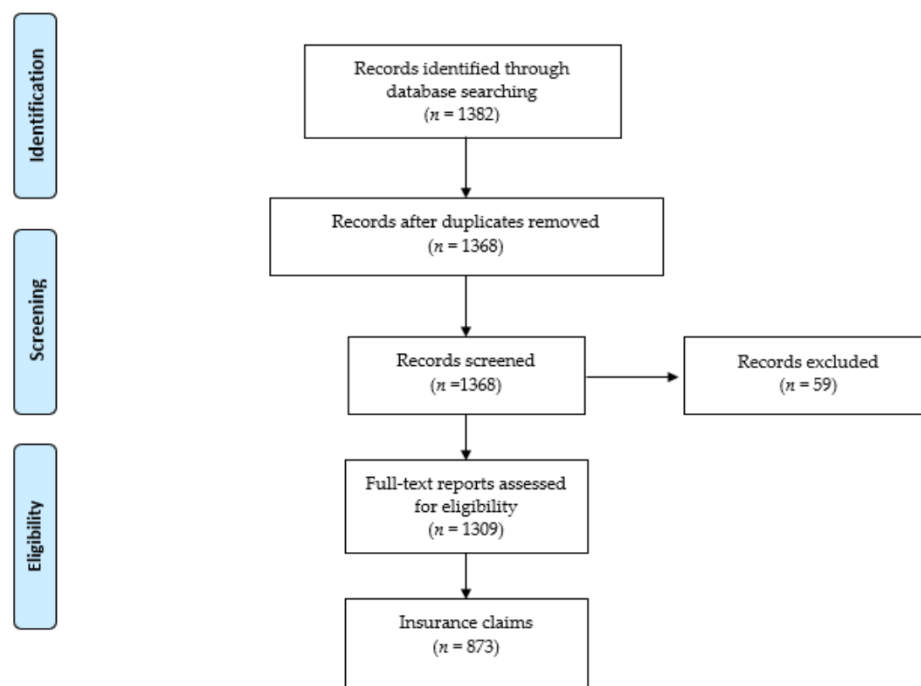 Identification
Records identified through
database searching
(n = 1382)
Records after duplicates removed
(n = 1368)
Screening
Records screened
(n =1368)
Records excluded
(n = 59)
Eligibility
Full-text reports assessed
for eligibility
(n = 1309)
Insurance claims
(n = 873)